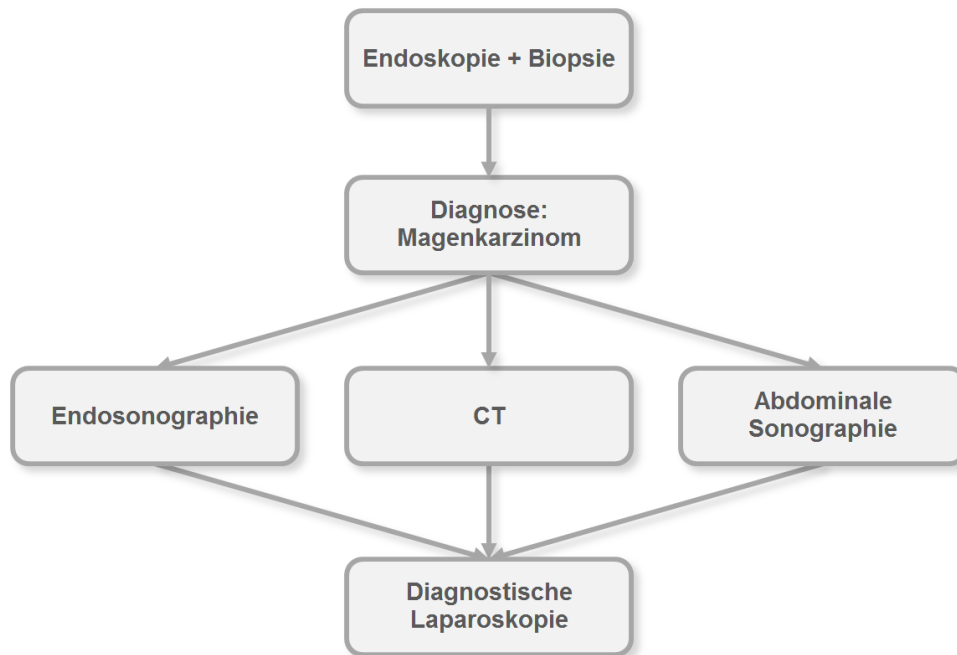 Endoskopie + Biopsie
Diagnose:
Magenkarzinom
Endosonographie
CT
Abdominale
Sonographie
Diagnostische
Laparoskopie